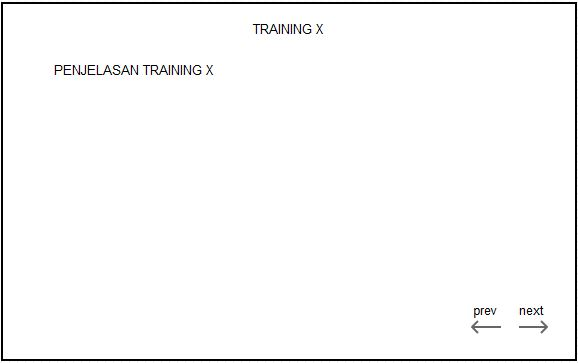 TRAINING X
PENJELASAN TRAINING X
prev next